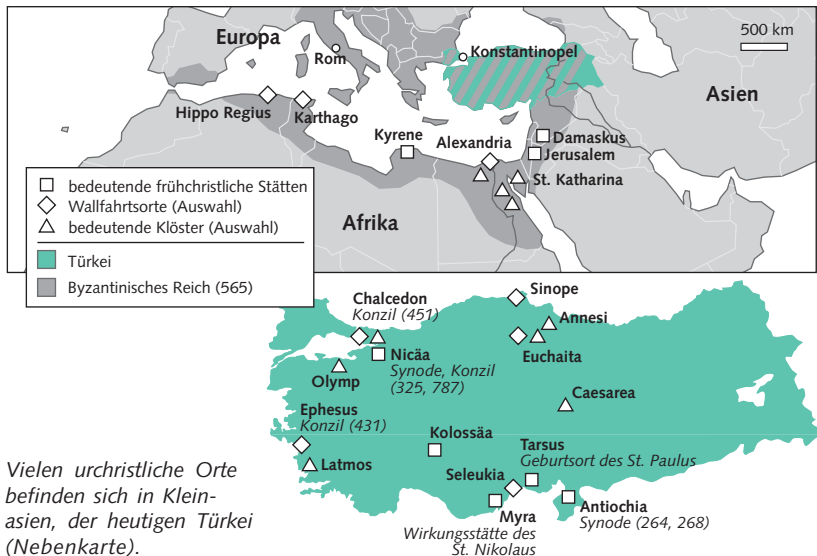 Europa
Rom
Konstantinopel
500 km
Asien
Hippo Regius
Karthago
Kyrene
Alexandria
Damaskus
Jerusalem
St. Katharina
Afrika
bedeutende frühchristliche Stätten
Wallfahrtsorte (Auswahl)
bedeutende Klöster (Auswahl)
Türkei
Byzantinisches Reich (565)
Chalcedon
Konzil (451)
Sinope
Annesi
Euchaita
Nicäa
Synode, Konzil
(325, 787)
Olymp
Caesarea
Ephesus
Konzil (431)
Kolossäa
Tarsus
Geburtsort des St. Paulus
Latmos
Seleukia
Myra
Wirkungsstätte des
St. Nikolaus
Antiochia
Synode (264, 268)
Vielen urchristliche Orte
befinden sich in Klein-
asien, der heutigen Türkei
(Nebenkarte).